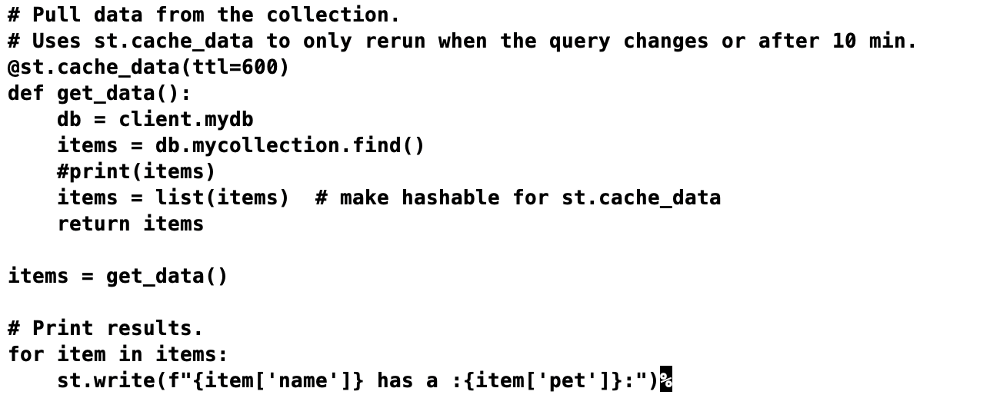 # Pull data from the collection.
# Uses st.cache_data to only rerun when the query changes or after 10 min.
@st.cache_data(ttl=600)
def get_data():
    db = client.mydb
    items = db.mycollection.find()
    #print(items)
    items = list(items)  # make hashable for st.cache_data
    return items

items = get_data()

# Print results.
for item in items:
    st.write(f"{item['name']} has a :{item['pet']}:")%